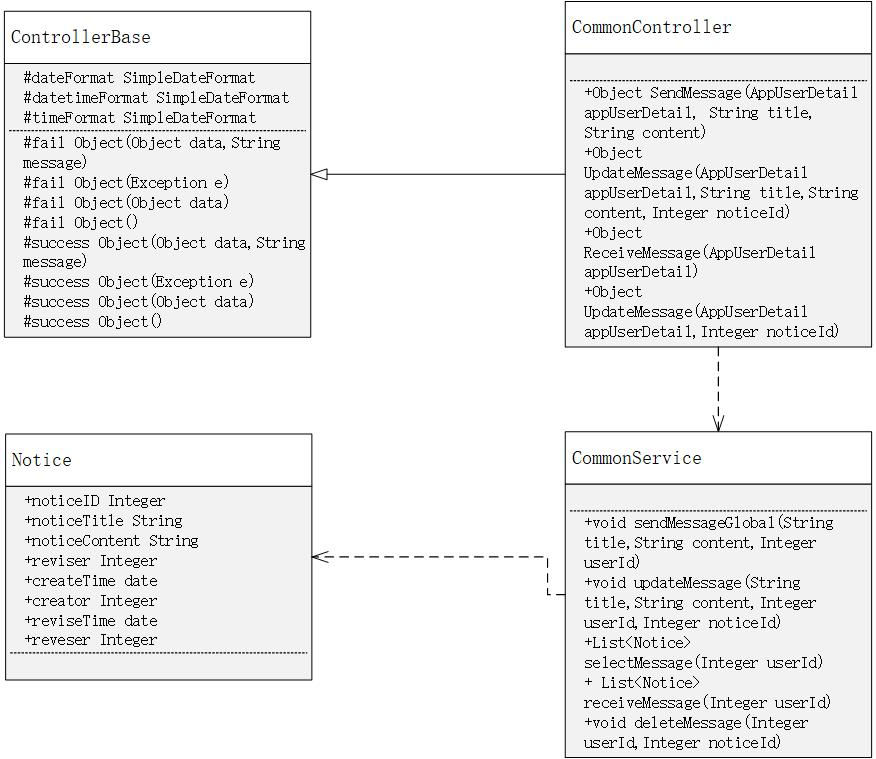 ControllerBase
#dateFormat SimpleDateFormat
#datetimeFormat SimpleDateFormat
#timeFormat SimpleDateFormat
#fail Object(Object data,String
message)
#fail Object(Exception e)
#fail Object(Object data)
#fail Object()
#success Object(Object data,String
message)
#success Object(Exception e)
#success Object(Object data)
#success Object()
CommonController
+Object SendMessage(AppUserDetail
appUserDetail, String title,
String content)
+Object
UpdateMessage(AppUserDetail
appUserDetail,String title,String
content,Integer noticeId)
+Object
ReceiveMessage(AppUserDetail
appUserDetail)
+Object
UpdateMessage(AppUserDetail
appUserDetail,Integer noticeId)
Notice
+noticeID Integer
+noticeTitle String
+noticeContent String
+reviser Integer
+createTime date
+creator Integer
+reviseTime date
+reveser Integer
CommonService
+void sendMessageGlobal(String
title,String content,Integer
userId)
+void updateMessage(String
title,String content,Integer
userId,Integer noticeId)
+List<Notice>
selectMessage(Integer userId)
+ List<Notice>
receiveMessage(Integer userId)
+void deleteMessage(Integer
userId,Integer noticeId)